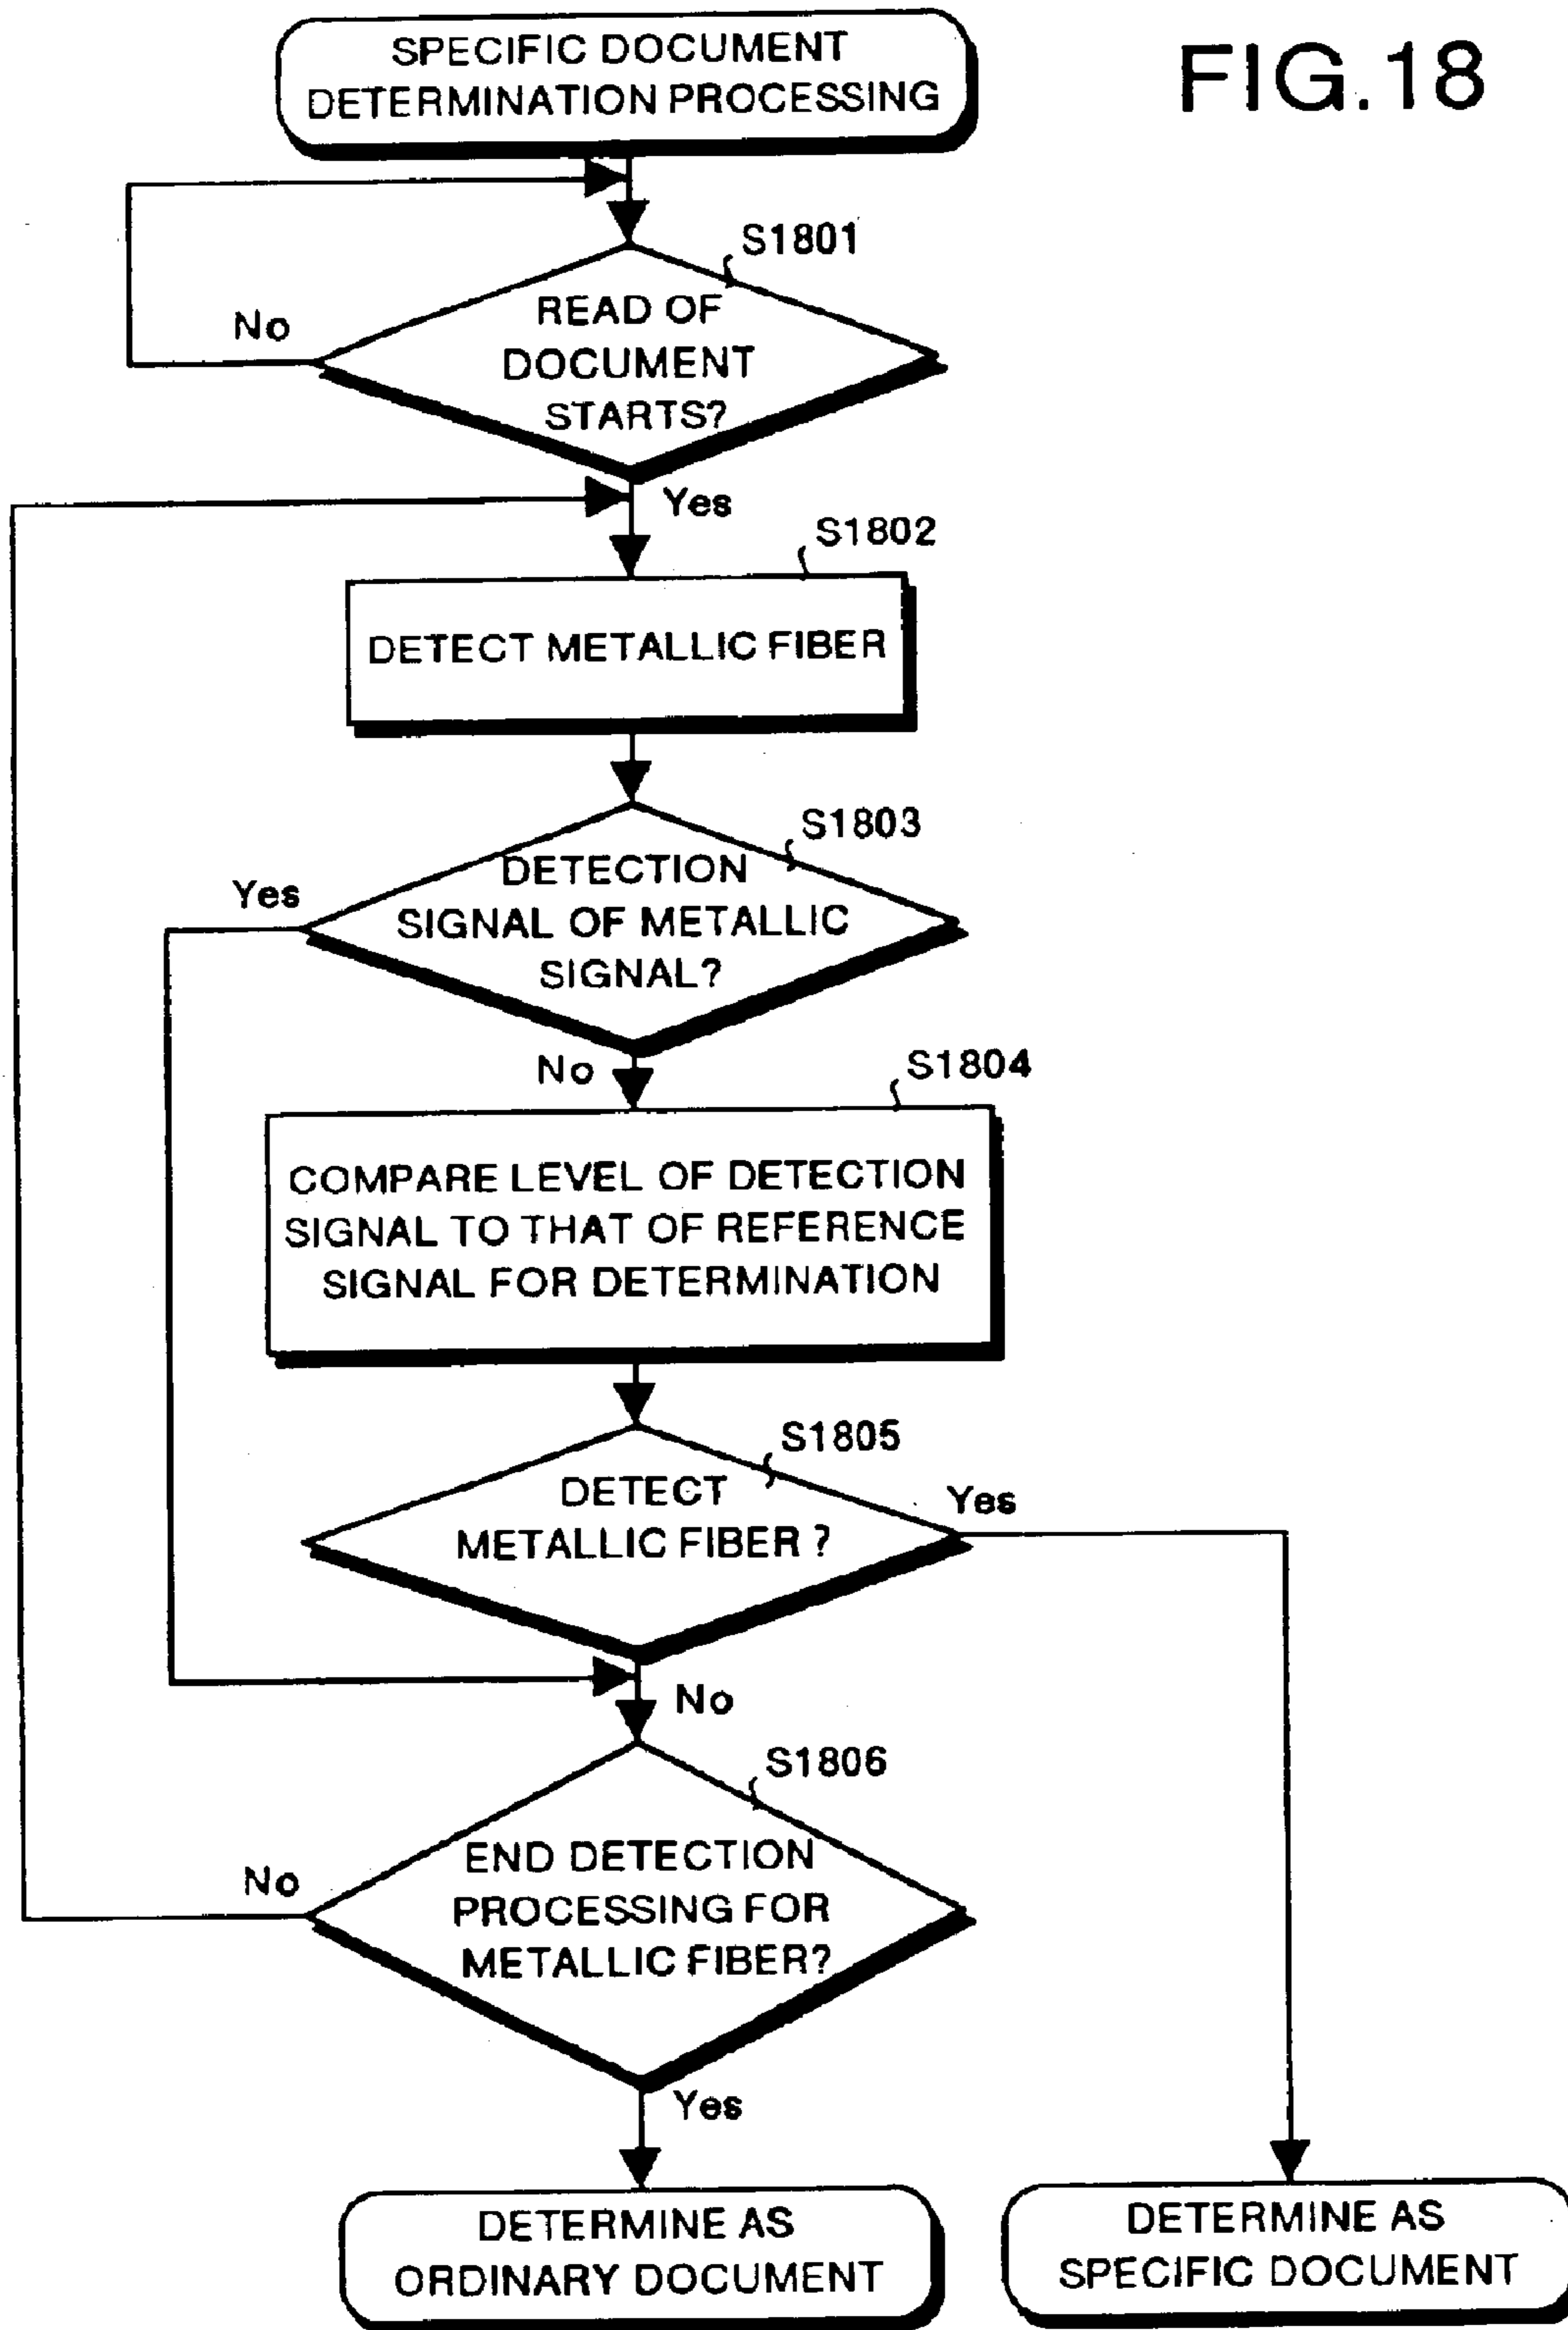 FIG.18
SPECIFIC DOCUMENT
DETERMINATION PROCESSING
S1801
No
READ OF
DOCUMENT
STARTS?
Yes
S1802
DETECT METALLIC FIBER
S1803
Yes
DETECTION
SIGNAL OF METALLIC
SIGNAL?
No
S1804
COMPARE LEVEL OF DETECTION
SIGNAL TO THAT OF REFERENCE
SIGNAL FOR DETERMINATION
S1805
DETECT
METALLIC FIBER ?
Yes
No
S1806
No
END DETECTION
PROCESSING FOR
METALLIC FIBER?
Yes
DETERMINE AS
ORDINARY DOCUMENT
DETERMINE AS
SPECIFIC DOCUMENT